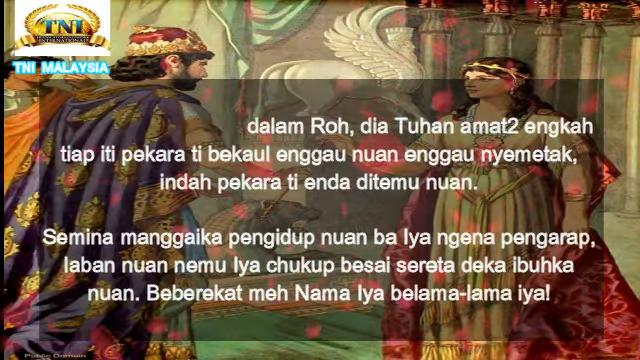 TNI
INTERNATIONAL
TNI MALAYSIA
dalam Roh, dia Tuhan amat2 engkah
tiap iti pekara ti bekaul enggau nuan enggau nyemetak,
indah pekara ti enda ditemu nuan.
Semina manggaika pengidup nuan ba Iya ngena pengarap,
laban nuan nemu Iya chukup besai sereta deka ibuhka
nuan. Beberekat meh Nama Iya belama-lama iya!
Public Domain